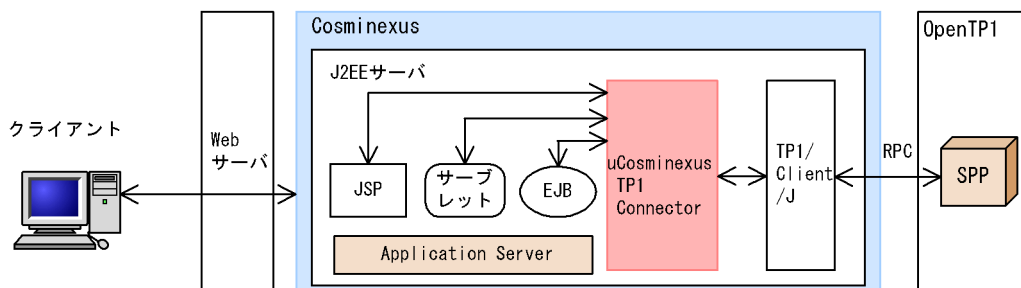 Cosminexus
OpenTP1
J2EEサーバ
クライアント
Web
サーバ
JSP
サーブ
レット
EJB
uCosminexus
TP1
Connector
TP1/
Client
/J
RPC
SPP
Application Server